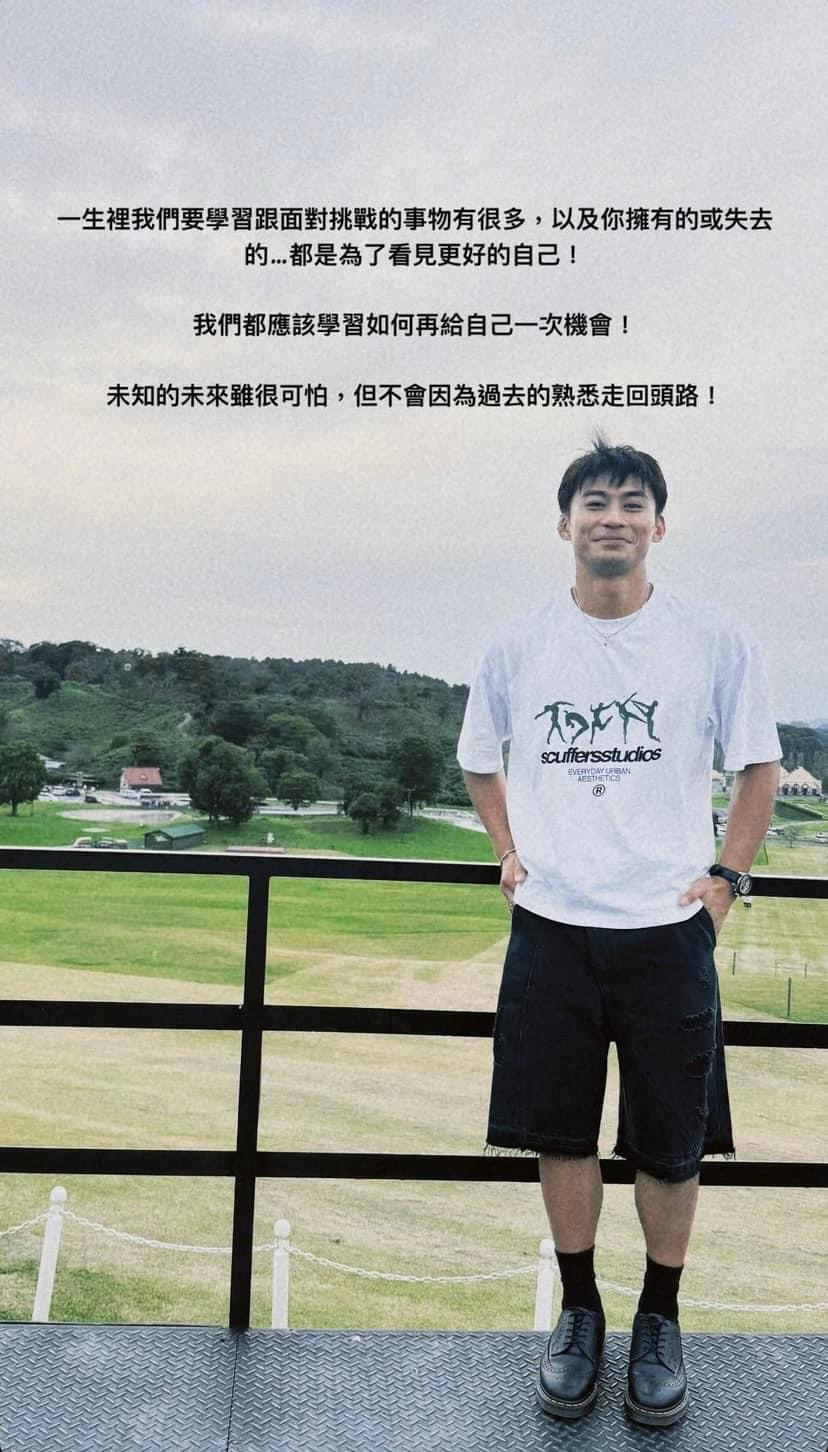 一生裡我們要學習跟面對挑戰的事物有很多，以及你擁有的或失去
的...都是為了看見更好的自己！
我們都應該學習如何再給自己一次機會！
未知的未來雖很可怕，但不會因為過去的熟悉走回頭路！
scuffersstudios
EVERYDAY URBAN
AESTHETICS
®